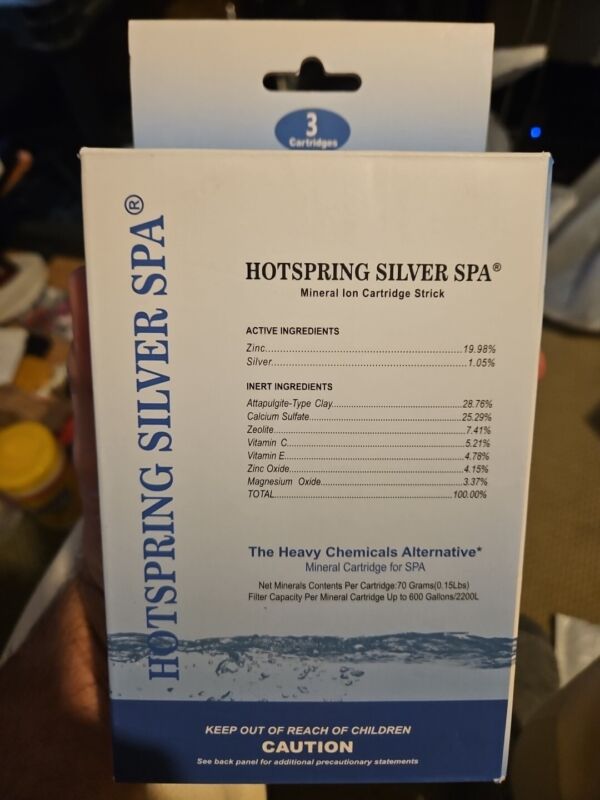 3
Cartridges
HOTSPRING SILVER SPA®
HOTSPRING SILVER SPA®
Mineral Ion Cartridge Strick
ACTIVE INGREDIENTS
Zinc..........19.98%
Silver..........1.05%
INERT INGREDIENTS
Attapulgite-Type Clay..........28.76%
Calcium Sulfate..........25.29%
Zeolite..........7.41%
Vitamin C..........5.21%
Vitamin E..........4.78%
Zinc Oxide..........4.15%
Magnesium Oxide..........3.37%
TOTAL..........100.00%
The Heavy Chemicals Alternative*
Mineral Cartridge for SPA
Net Minerals Contents Per Cartridge:70 Grams(0.15Lbs)
Filter Capacity Per Mineral Cartridge Up to 600 Gallons/2200L
KEEP OUT OF REACH OF CHILDREN
CAUTION
See back panel for additional precautionary statements